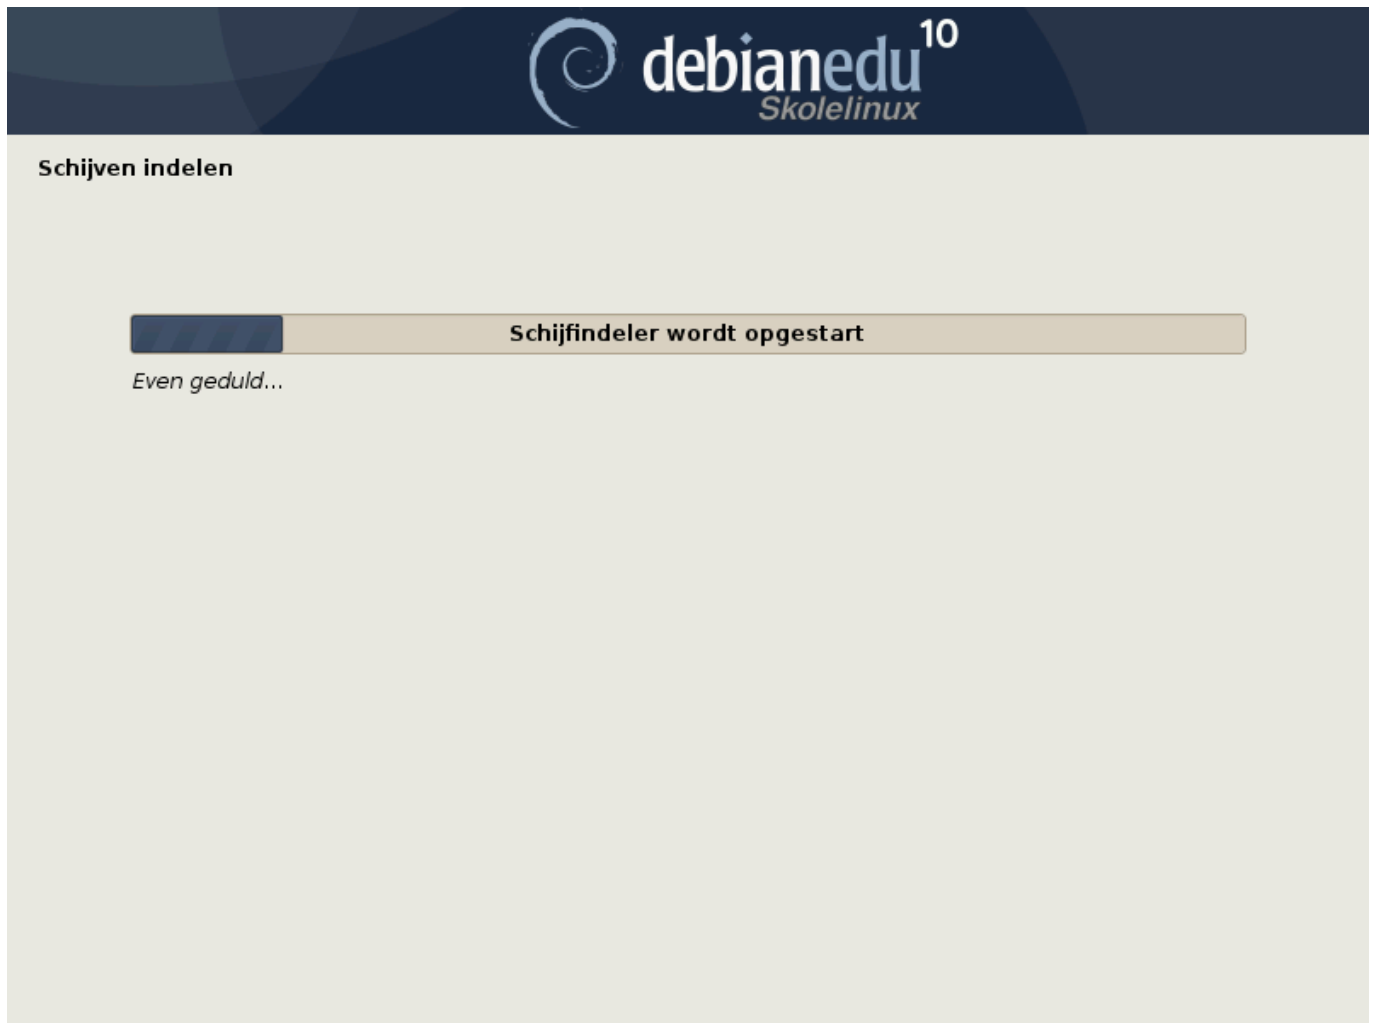 debianedu 10
Skolelinux
Schijven indelen
Schijfindeler wordt opgestart
Even geduld...